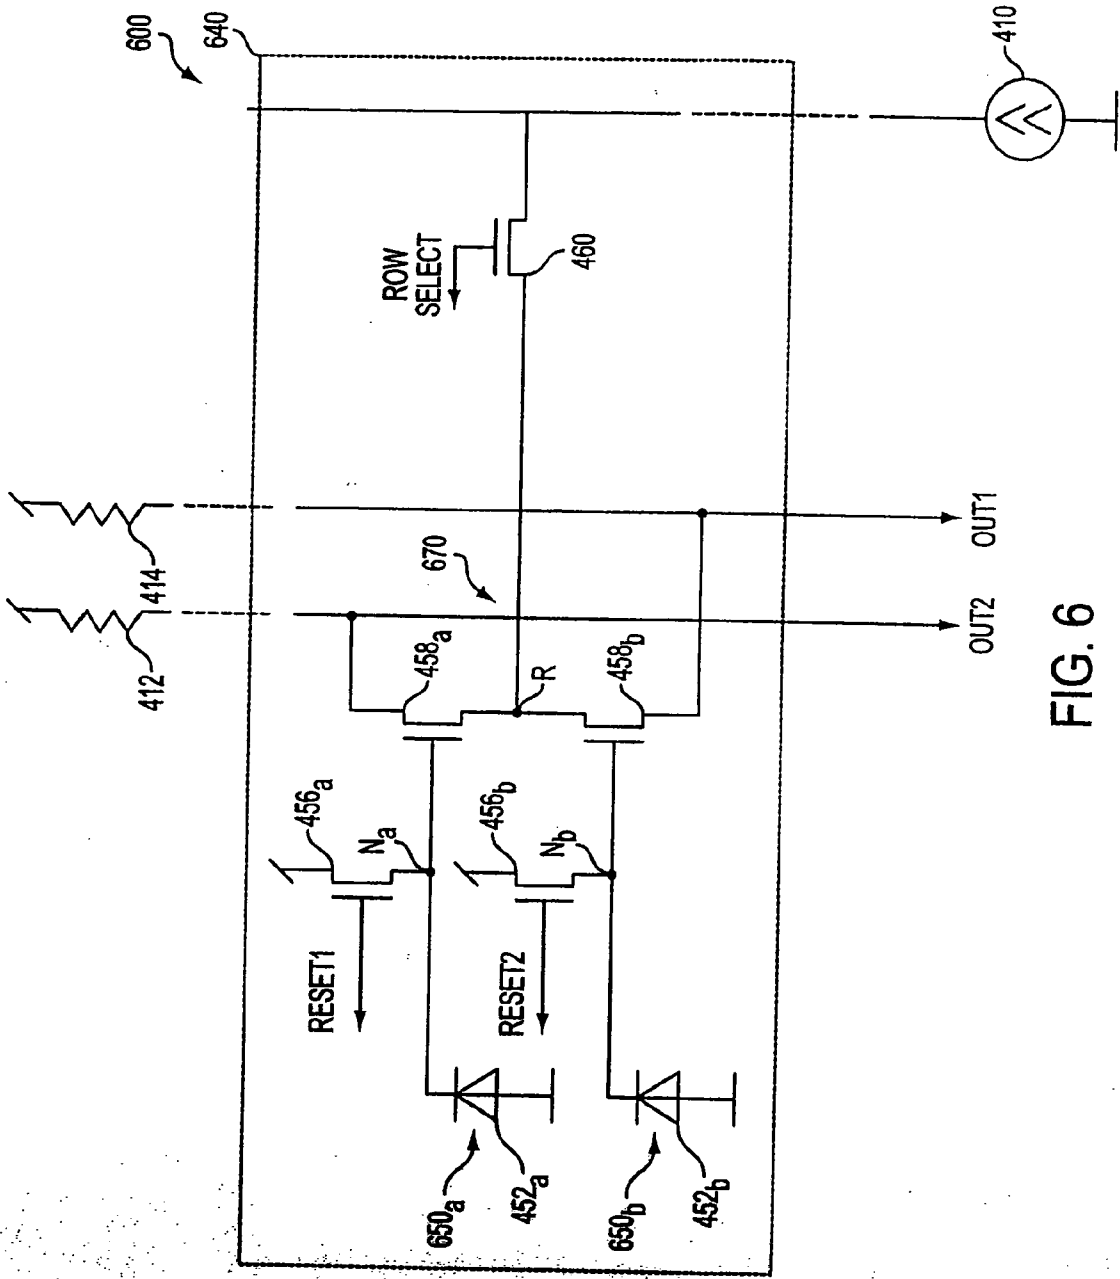 600
640
410
ROW
SELECT
460
414
412
670
OUT1
OUT2
458a
R
458b
456a
Na
456b
Nb
RESET1
RESET2
650a
452a
650b
452b
FIG. 6